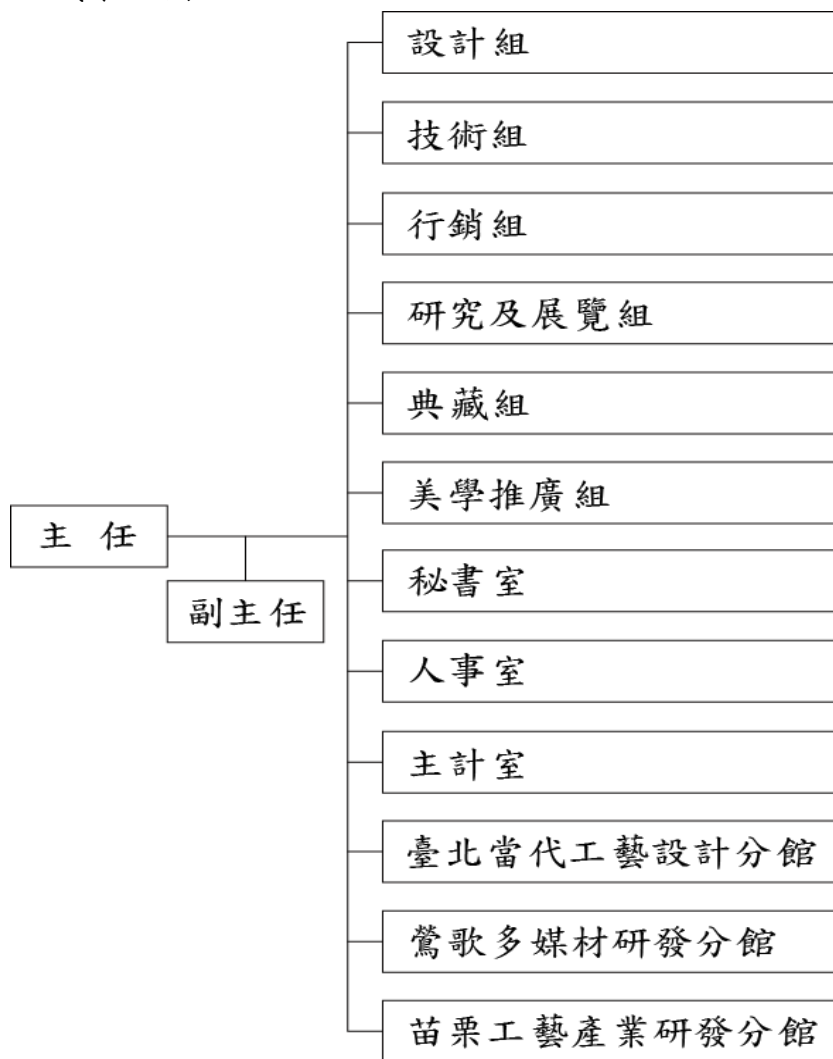 設計組
技術組
行銷組
研究及展覽組
典藏組
美學推廣組
主任
副主任
秘書室
人事室
主計室
臺北當代工藝設計分館
鶯歌多媒材研發分館
苗栗工藝產業研發分館